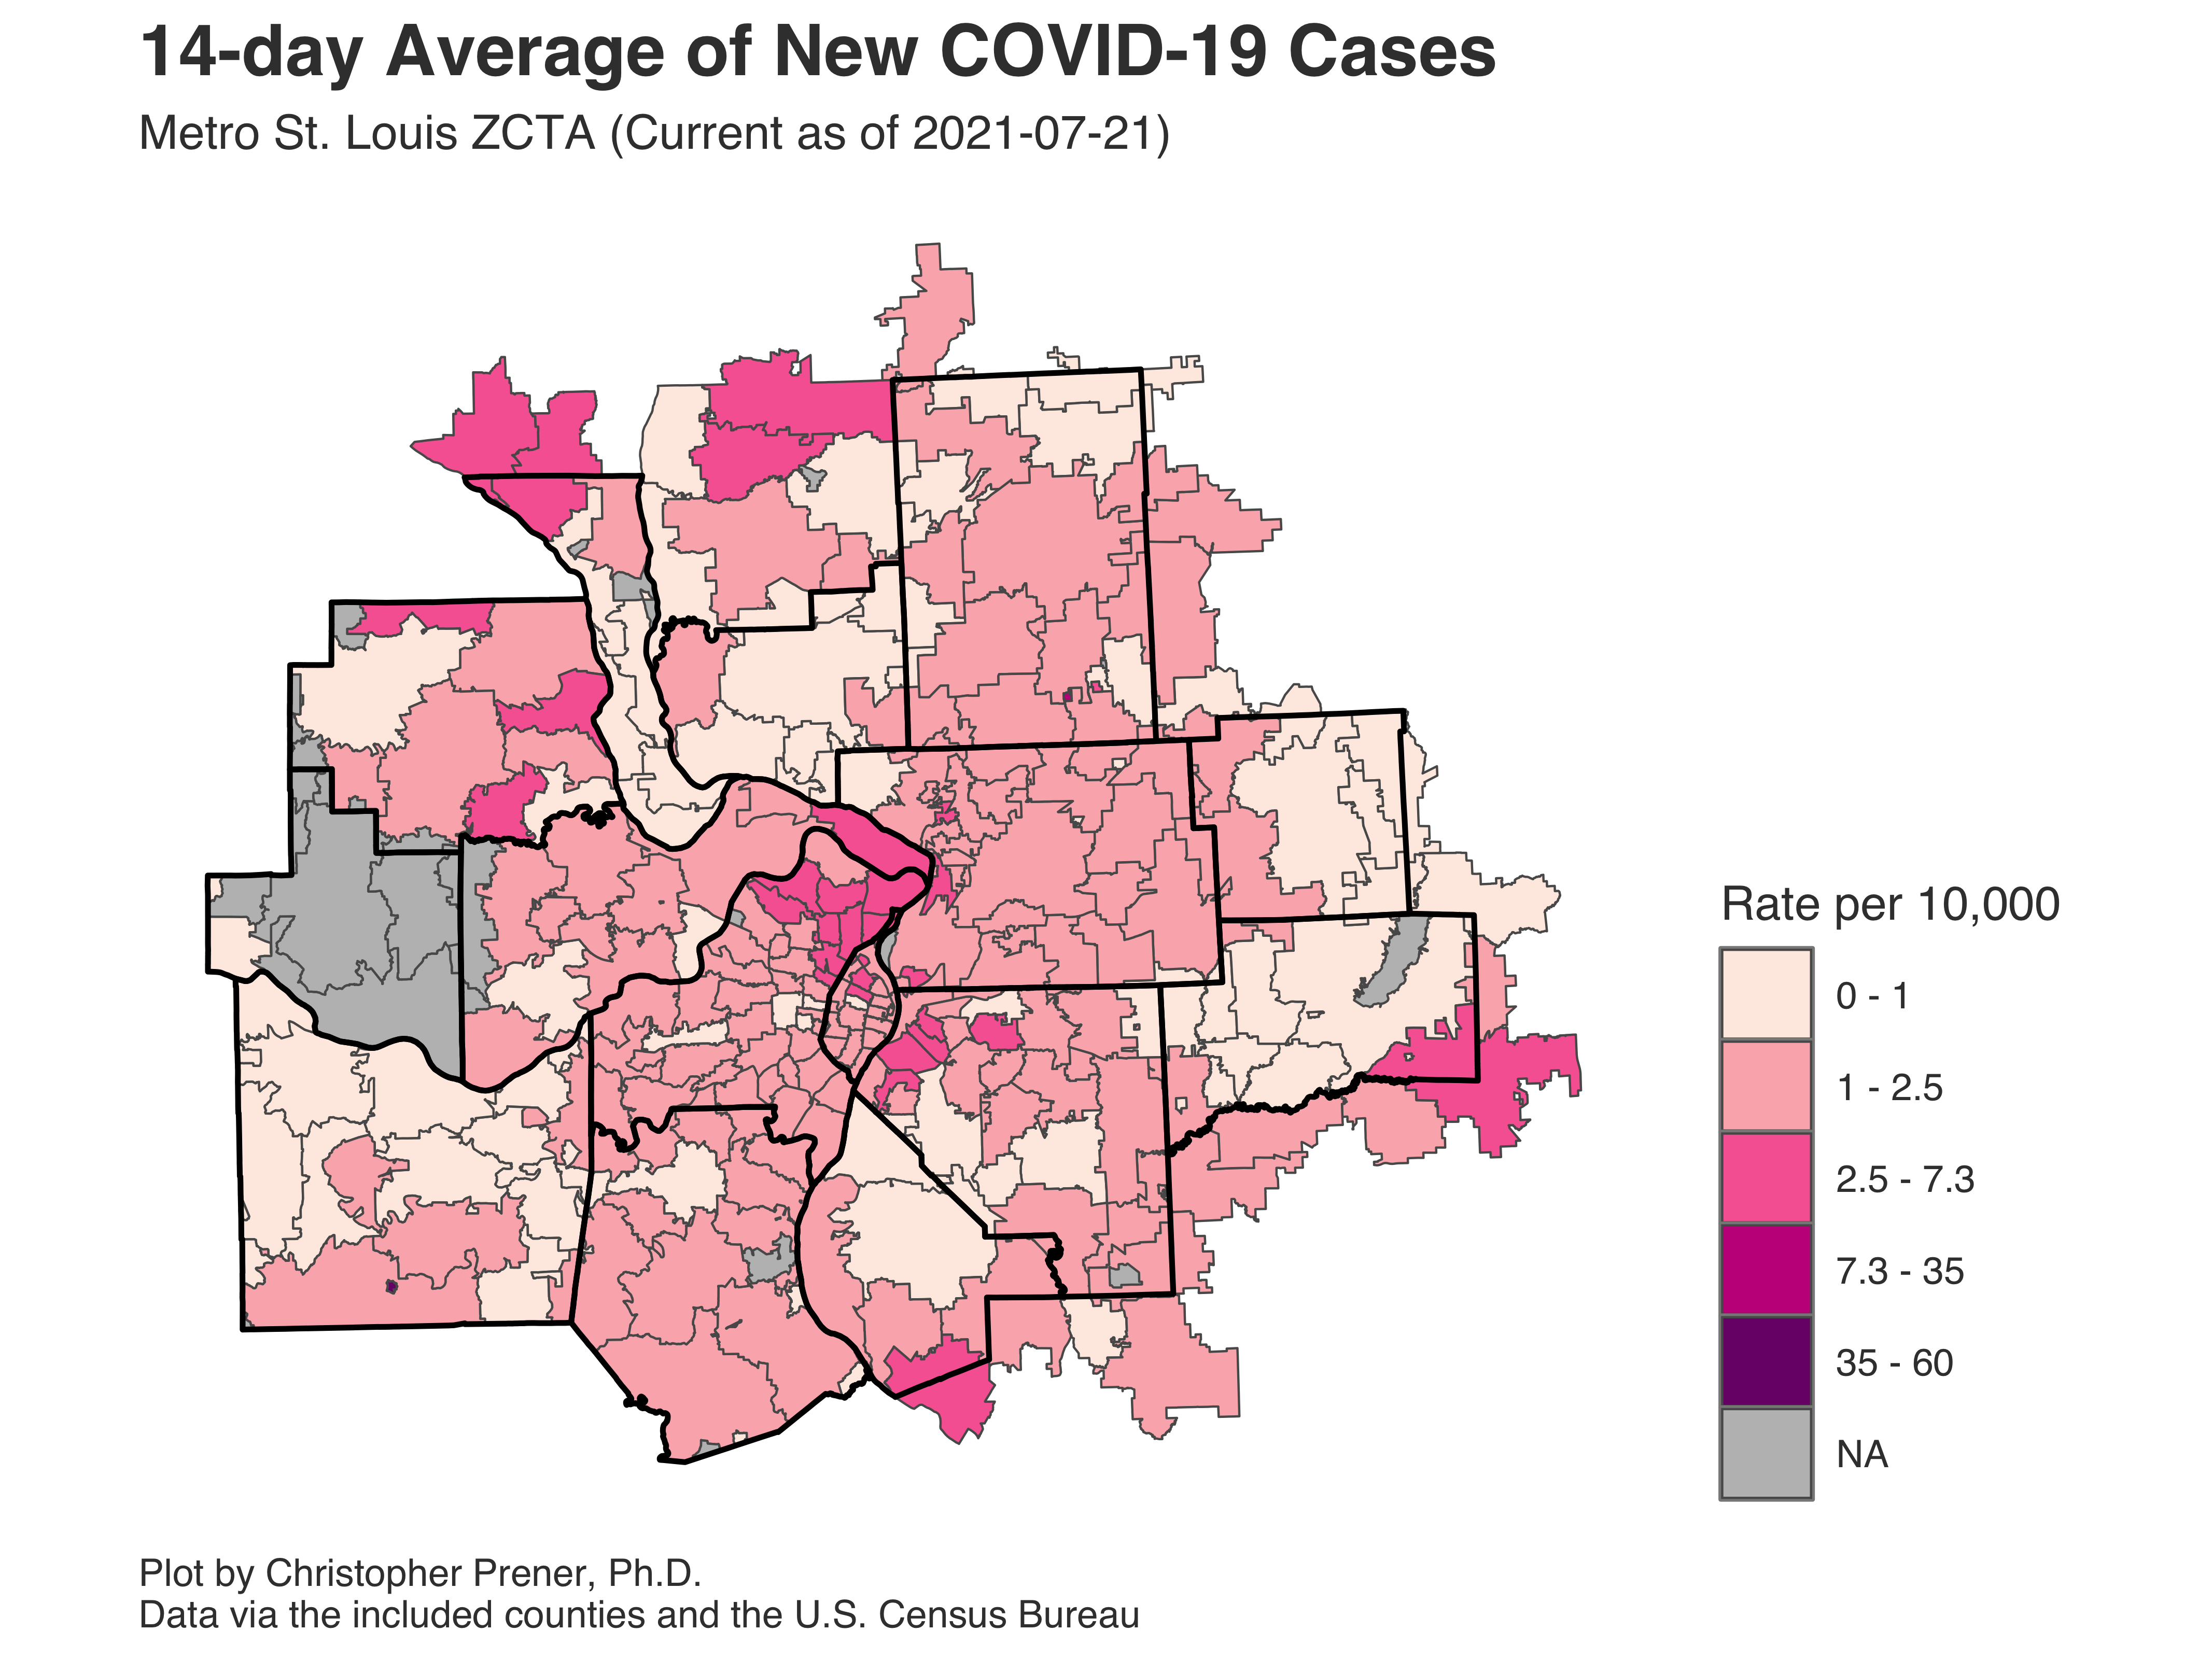 14-day Average of New COVID-19 Cases
Metro St. Louis ZCTA (Current as of 2021-07-21)
Rate per 10,000
0 - 1
1 - 2.5
2.5 - 7.3
7.3 - 35
35 - 60
NA
Plot by Christopher Prener, Ph.D.
Data via the included counties and the U.S. Census Bureau